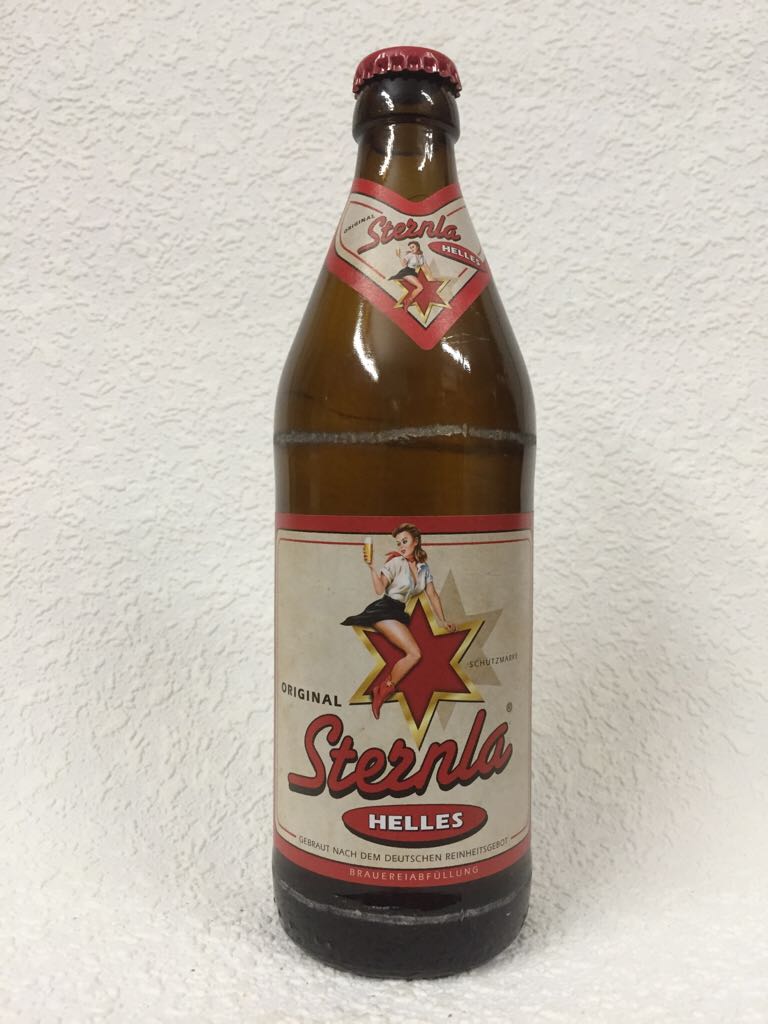 ORIGINAL
Sternla
HELLES
SCHUTZMARKE
ORIGINAL
®
Sternla
HELLES
GEBRAUT NACH DEM DEUTSCHEN REINHEITSGEBOT
BRAUEREIABFÜLLUNG